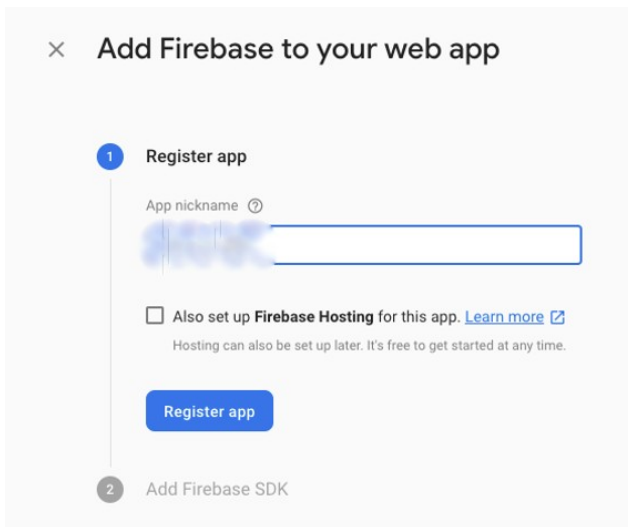 Add Firebase to your web app
1 Register app
App nickname
Also set up Firebase Hosting for this app. Learn more
Hosting can also be set up later. It's free to get started at any time.
Register app
2 Add Firebase SDK